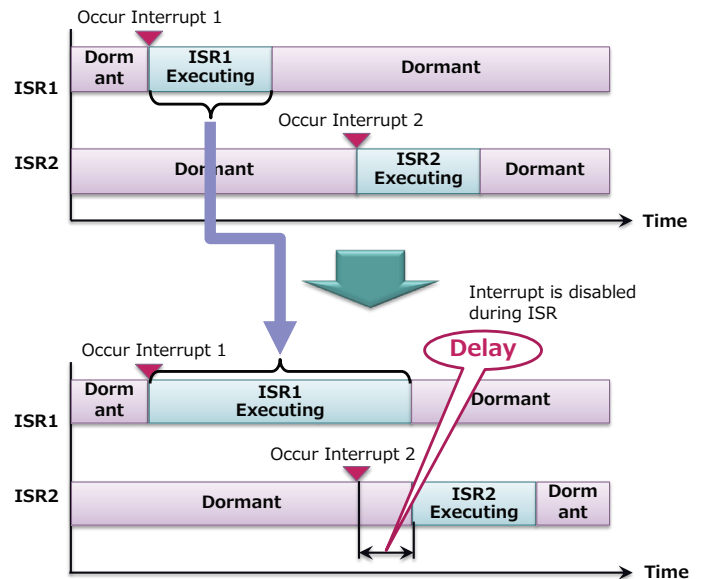 Occur Interrupt 1
Dorm
ant
ISR1
Executing
Dormant
ISR1
Occur Interrupt 2
ISR2
Dormant
ISR2
Executing
Dormant
Time
Interrupt is disabled
during ISR
Delay
Occur Interrupt 1
Dorm
ant
ISR1
Executing
Dormant
ISR1
Occur Interrupt 2
ISR2
Dormant
ISR2
Executing
Dorm
ant
Time